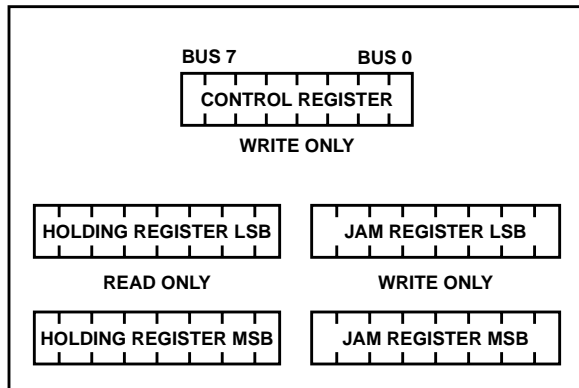 BUS 7 BUS 0
CONTROL REGISTER
WRITE ONLY
HOLDING REGISTER LSB JAM REGISTER LSB
READ ONLY WRITE ONLY
HOLDING REGISTER MSB JAM REGISTER MSB